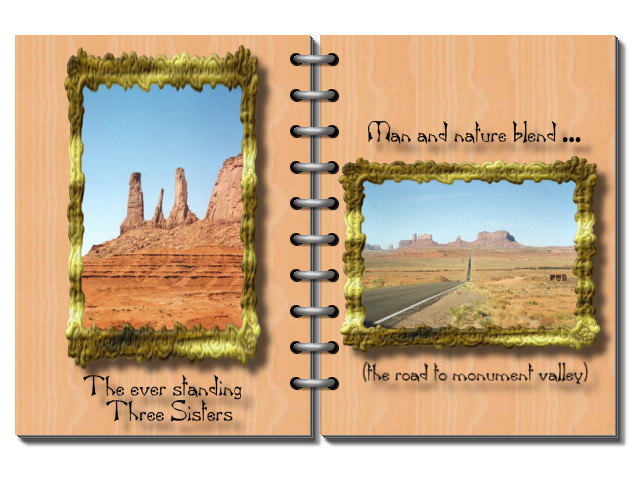 The ever standing
Three Sisters
Man and nature blend ...
(the road to monument valley)